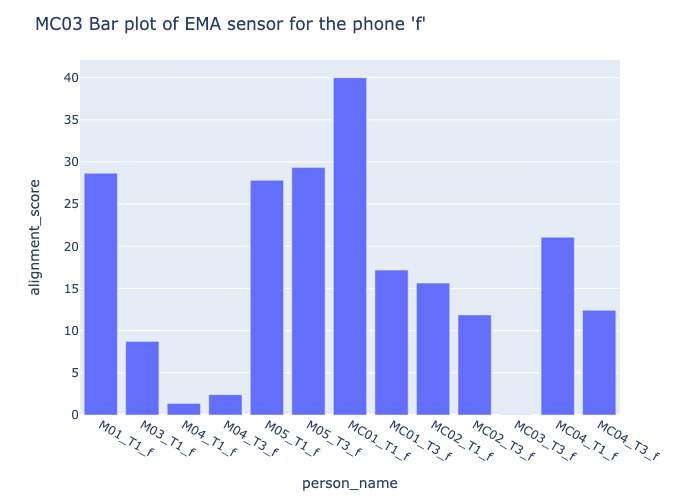 MC03 Bar plot of EMA sensor for the phone 'f'
alignment_score
40
35
30
25
20
15
10
5
0
M01_T1_f
M03_T1_f
M04_T1_f
M04_T3_f
M05_T1_f
M05_T3_f
MC01_T1_f
MC01_T3_f
MC02_T1_f
MC02_T3_f
MC03_T3_f
MC04_T1_f
MC04_T3_f
person_name